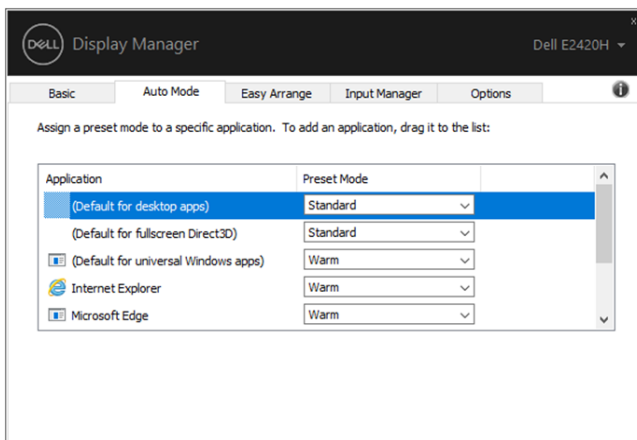 DELL Display Manager
Dell E2420H
Basic Auto Mode Easy Arrange Input Manager Options
Assign a preset mode to a specific application. To add an application, drag it to the list:
Application Preset Mode
(Default for desktop apps) Standard
(Default for fullscreen Direct3D) Standard
(Default for universal Windows apps) Warm
Internet Explorer Warm
Microsoft Edge Warm